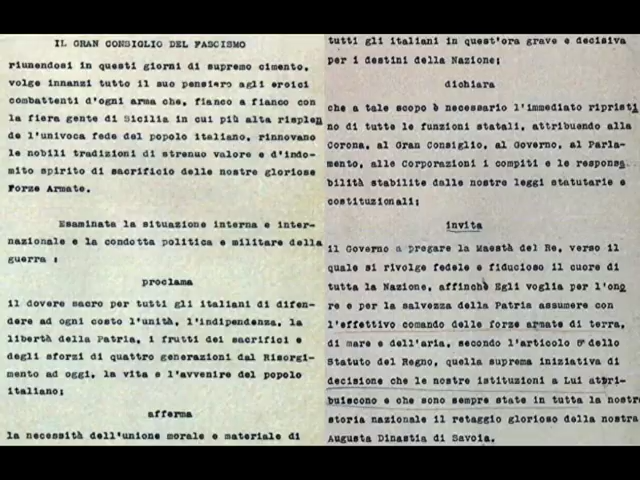 IL GRAN CONSIGLIO DEL FASCISMO
riunendosi in questi giorni di supremo cimento,
volge innanzi tutto il suo pensiero agli eroici
combattenti d'ogni arma che, fianco a fianco con
la fiera gente di Sicilia in cui più alta risplen
de l'univoca fede del popolo italiano, rinnovano
le nobili tradizioni di strenuo valore e d'indo-
mito spirito di sacrificio delle nostre gloriose
Forze Armate.
Esaminata la situazione interna e inter-
nazionale e la condotta politica e militare della
guerra :
proclama
il dovere sacro per tutti gli italiani di difen-
dere ad ogni costo l'unità, l'indipendenza, la
libertà della Patria, i frutti dei sacrifici e
degli sforzi di quattro generazioni dal Risorgi-
mento ad oggi, la vita e l'avvenire del popolo
italiano;
afferma
la necessità dell'unione morale e materiale di
tutti gli italiani in quest'ora grave e decisiva
per i destini della Nazione;
dichiara
che a tale scopo è necessario l'immediato ripristi
no di tutte le funzioni statali, attribuendo alla
Corona, al Gran Consiglio, al Governo, al Parla-
mento, alle Corporazioni i compiti e le responsa
bilità stabilite dalle nostre leggi statutarie e
costituzionali;
invita
il Governo a pregare la Maestà del Re, verso il
quale si rivolge fedele e fiducioso il cuore di
tutta la Nazione, affinchè Egli voglia per l'ono
re e per la salvezza della Patria assumere con
l'effettivo comando delle forze armate di terra,
di mare e dell'aria, secondo l'articolo 5 dello
Statuto del Regno, quella suprema iniziativa di
decisione che le nostre istituzioni a Lui attri-
buiscono e che sono sempre state in tutta la nostra
storia nazionale il retaggio glorioso della nostra
Augusta Dinastia di Savoia.